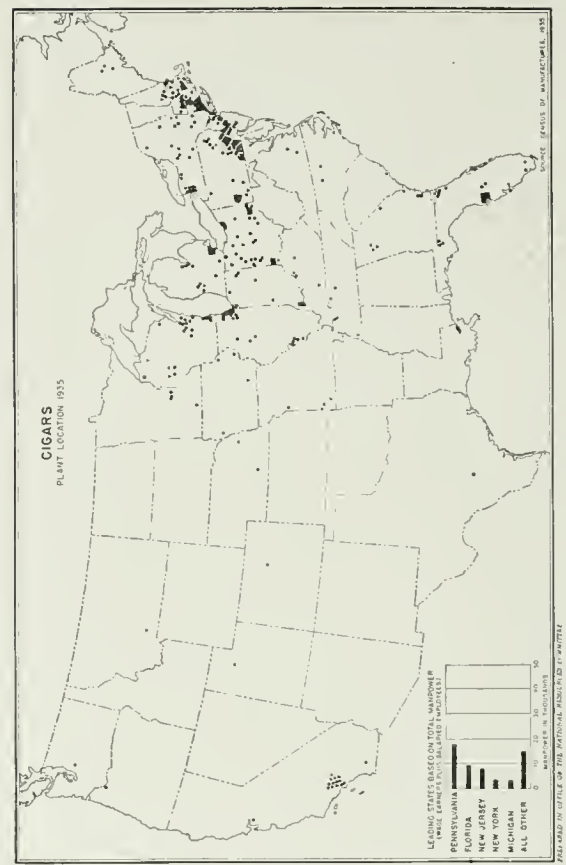 CIGARS
PLANT LOCATION 1935
LEADING STATES BASED ON TOTAL MANPOWER
(WAGE EARNERS PLUS SALARIED EMPLOYEES)
PENNSYLVANIA
FLORIDA
NEW JERSEY
NEW YORK
MICHIGAN
ALL OTHER
0 10 20 30 40 50
MANPOWER IN THOUSANDS
SOURCE: CENSUS OF MANUFACTURES, 1935
PREPARED IN OFFICE OF THE NATIONAL RESOURCES COMMITTEE